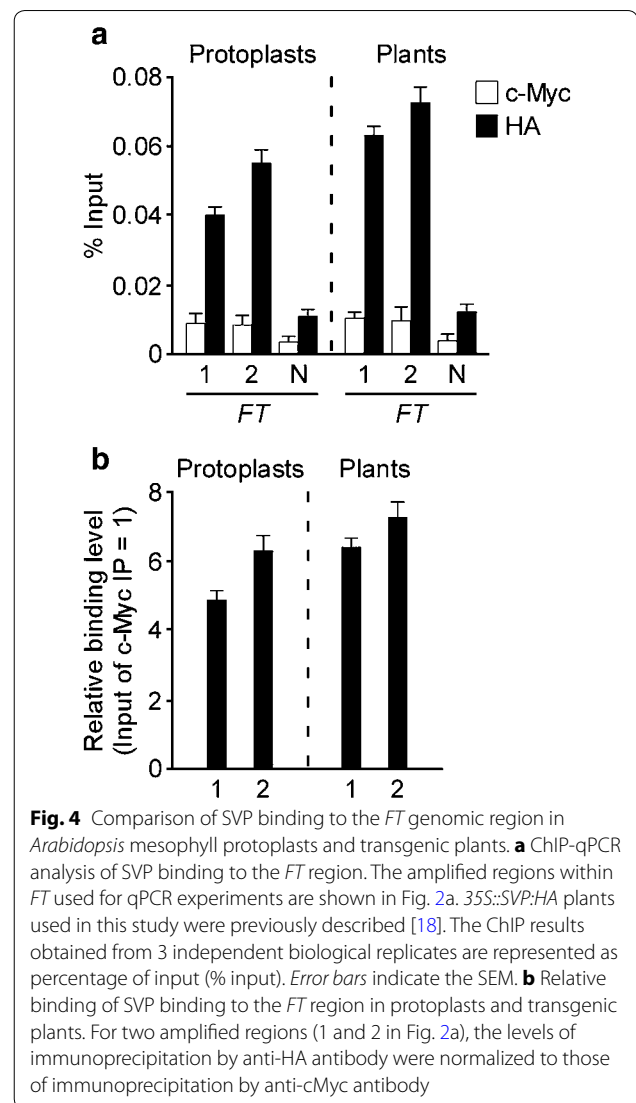 a
Protoplasts Plants
c-Myc
HA
% Input
0.08
0.06
0.04
0.02
0
1 2 N 1 2 N
FT FT
b
Protoplasts Plants
Relative binding level
(Input of c-Myc IP = 1)
8
6
4
2
0
1 2 1 2
Fig. 4 Comparison of SVP binding to the FT genomic region in
Arabidopsis mesophyll protoplasts and transgenic plants. a ChIP-qPCR
analysis of SVP binding to the FT region. The amplified regions within
FT used for qPCR experiments are shown in Fig. 2a. 35S::SVP:HA plants
used in this study were previously described [18]. The ChIP results
obtained from 3 independent biological replicates are represented as
percentage of input (% input). Error bars indicate the SEM. b Relative
binding of SVP binding to the FT region in protoplasts and transgenic
plants. For two amplified regions (1 and 2 in Fig. 2a), the levels of
immunoprecipitation by anti-HA antibody were normalized to those
of immunoprecipitation by anti-cMyc antibody